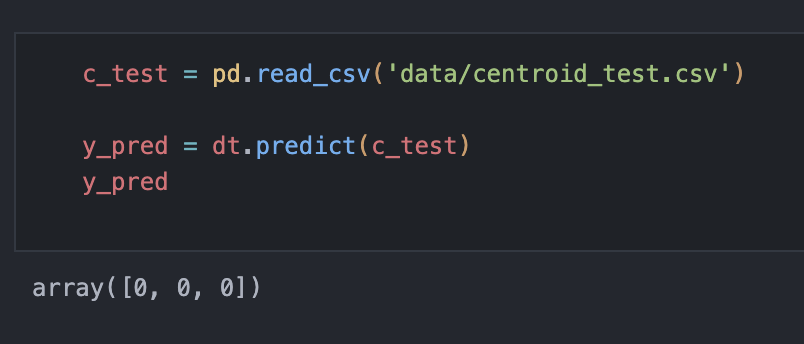 c_test = pd.read_csv('data/centroid_test.csv')
y_pred = dt.predict(c_test)
y_pred
array([0, 0, 0])